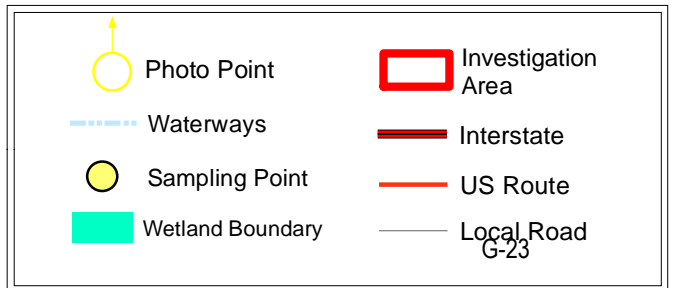 Photo Point
Waterways
Sampling Point
Wetland Boundary
Investigation
Area
Interstate
US Route
Local Road
G-23